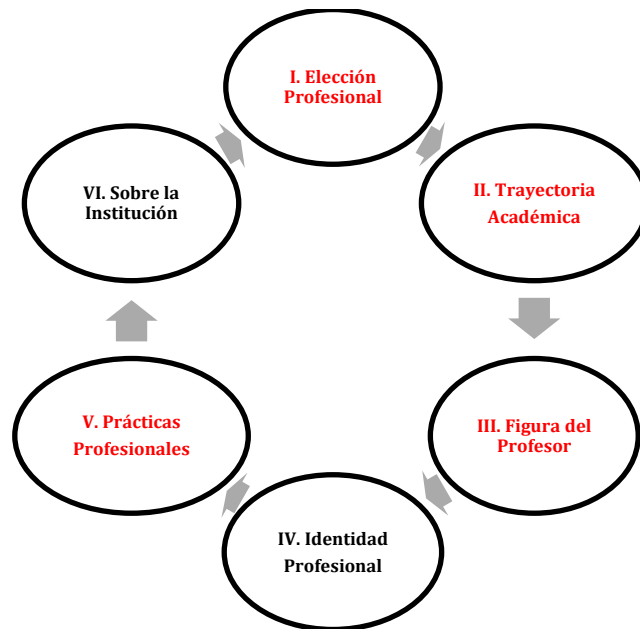 I. Elección
Profesional
II. Trayectoria
Académica
III. Figura del
Profesor
IV. Identidad
Profesional
V. Prácticas
Profesionales
VI. Sobre la
Institución